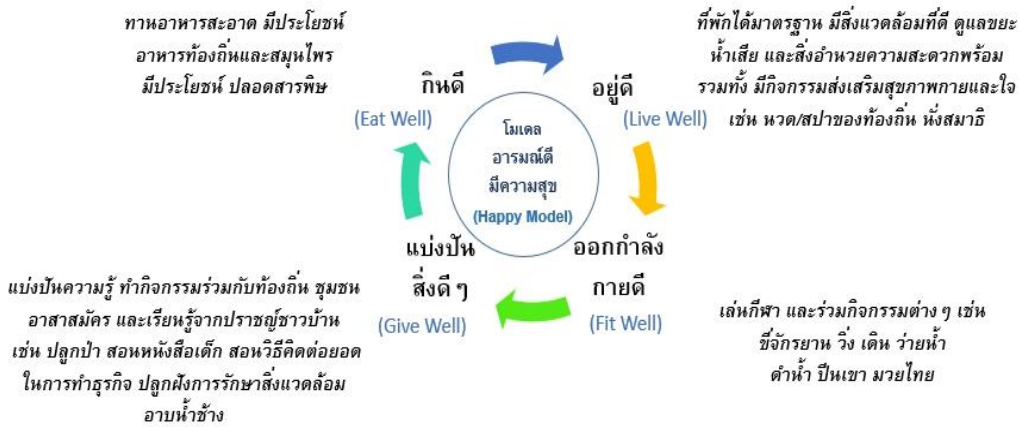 ทานอาหารสะอาด มีประโยชน์
อาหารท้องถิ่นและสมุนไพร
มีประโยชน์ ปลอดสารพิษ
กินดี
(Eat Well)
ที่พักได้มาตรฐาน มีสิ่งแวดล้อมที่ดี ดูแลขยะ
น้ำเสีย และสิ่งอำนวยความสะดวกพร้อม
รวมทั้ง มีกิจกรรมส่งเสริมสุขภาพกายและใจ
เช่น นวด/สปาของท้องถิ่น นั่งสมาธิ
อยู่ดี
(Live Well)
โมเดล
อารมณ์ดี
มีความสุข
(Happy Model)
แบ่งปัน
สิ่งดีๆ
(Give Well)
ออกกำลัง
กายดี
(Fit Well)
แบ่งปันความรู้ ทำกิจกรรมร่วมกับท้องถิ่น ชุมชน
อาสาสมัคร และเรียนรู้จากปราชญ์ชาวบ้าน
เช่น ปลูกป่า สอนหนังสือเด็ก สอนวิธีคิดต่อยอด
ในการทำธุรกิจ ปลูกฝังการรักษาสิ่งแวดล้อม
อาบน้ำช้าง
เล่นกีฬา และร่วมกิจกรรมต่างๆ เช่น
ขี่จักรยาน วิ่ง เดิน ว่ายน้ำ
ดำน้ำ ปีนเขา มวยไทย